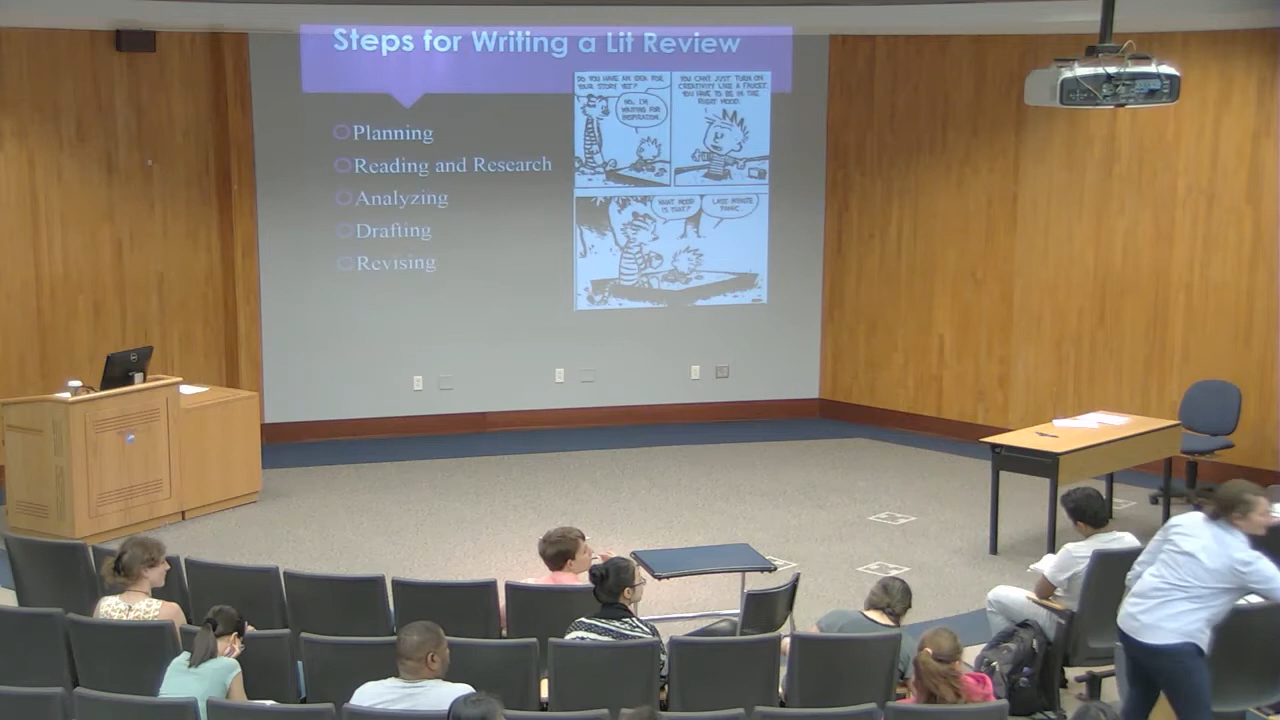 Steps for Writing a Lit Review
Planning
Reading and Research
Analyzing
Drafting
Revising
DO YOU HAVE AN IDEA FOR
YOUR STORY YET?
NO, I'M
WAITING FOR
INSPIRATION.
YOU CAN'T JUST TURN ON
CREATIVITY LIKE A FAUCET.
YOU HAVE TO BE IN THE
RIGHT MOOD.
WHAT MOOD
IS THAT?
LAST-MINUTE
PANIC.